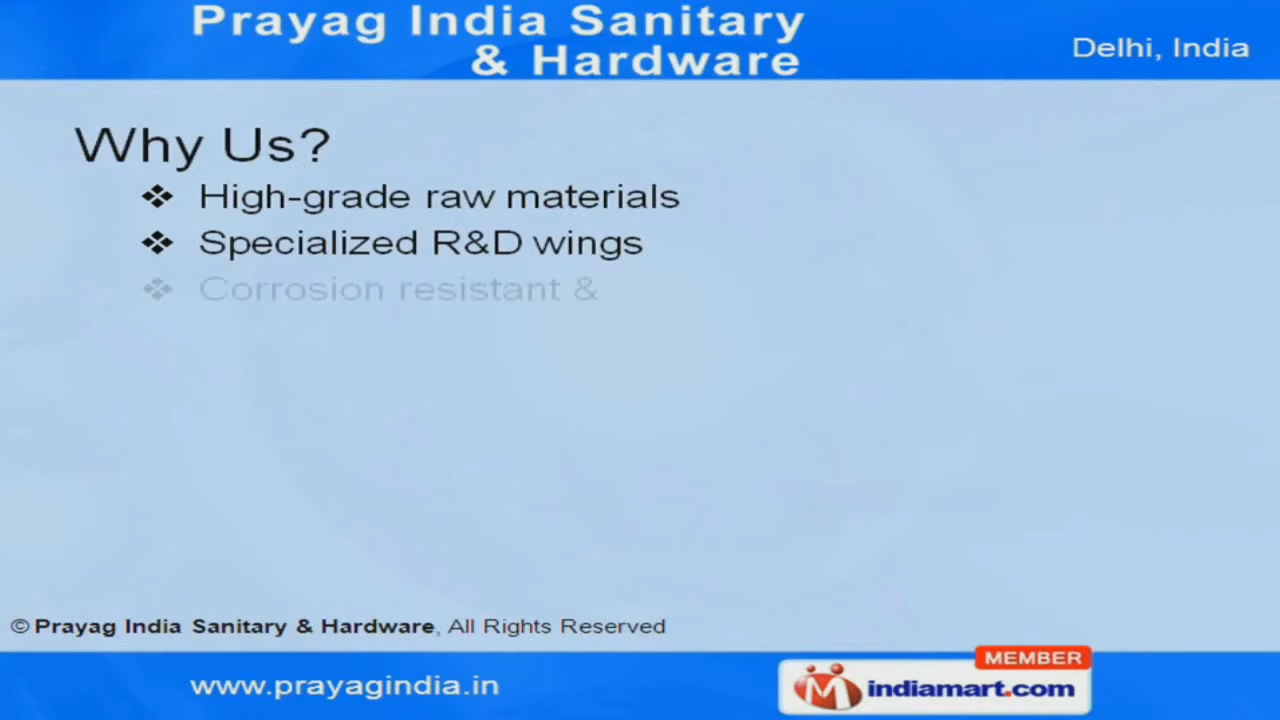 Prayag India Sanitary
& Hardware
Delhi, India
Why Us?
❖ High-grade raw materials
❖ Specialized R&D wings
❖ Corrosion resistant &
© Prayag India Sanitary & Hardware, All Rights Reserved
www.prayagindia.in
MEMBER
indiamart.com